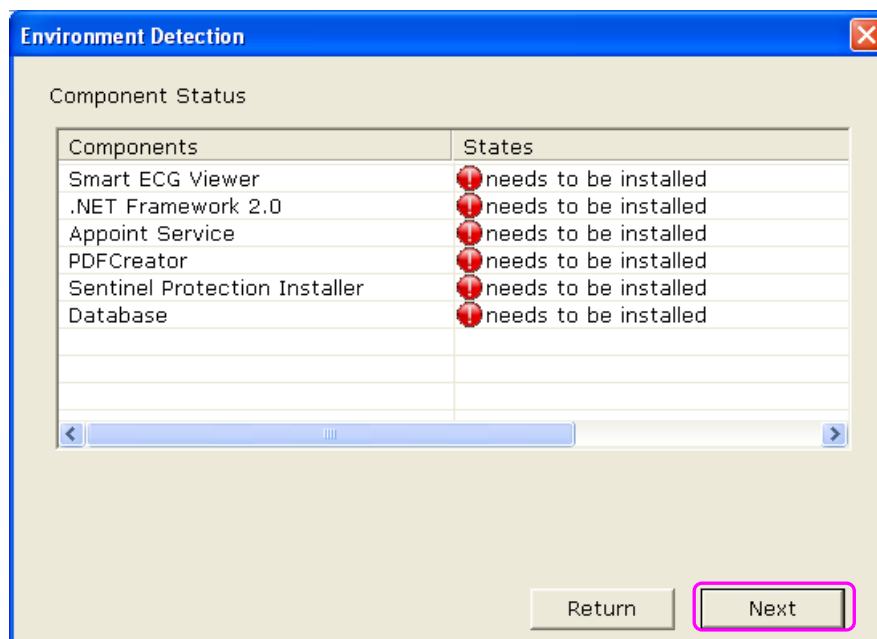 Environment Detection
Component Status
Components States
Smart ECG Viewer needs to be installed
.NET Framework 2.0 needs to be installed
Appoint Service needs to be installed
PDFCreator needs to be installed
Sentinel Protection Installer needs to be installed
Database needs to be installed
Return Next